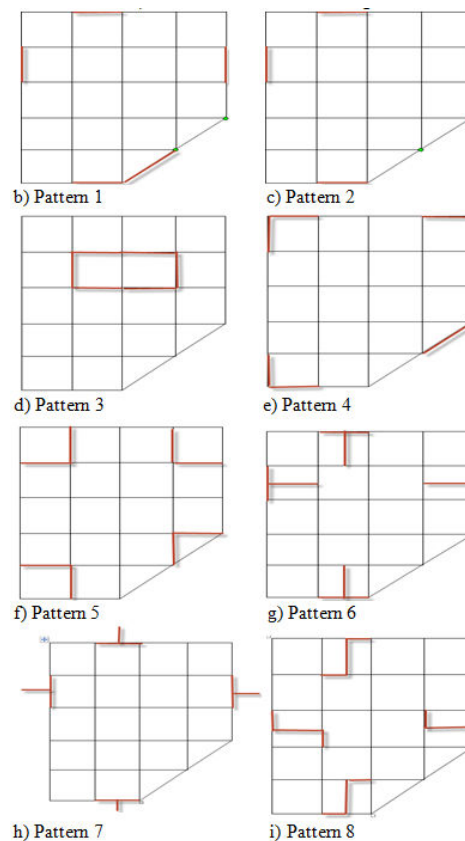 b) Pattern 1
c) Pattern 2
d) Pattern 3
e) Pattern 4
f) Pattern 5
g) Pattern 6
h) Pattern 7
i) Pattern 8